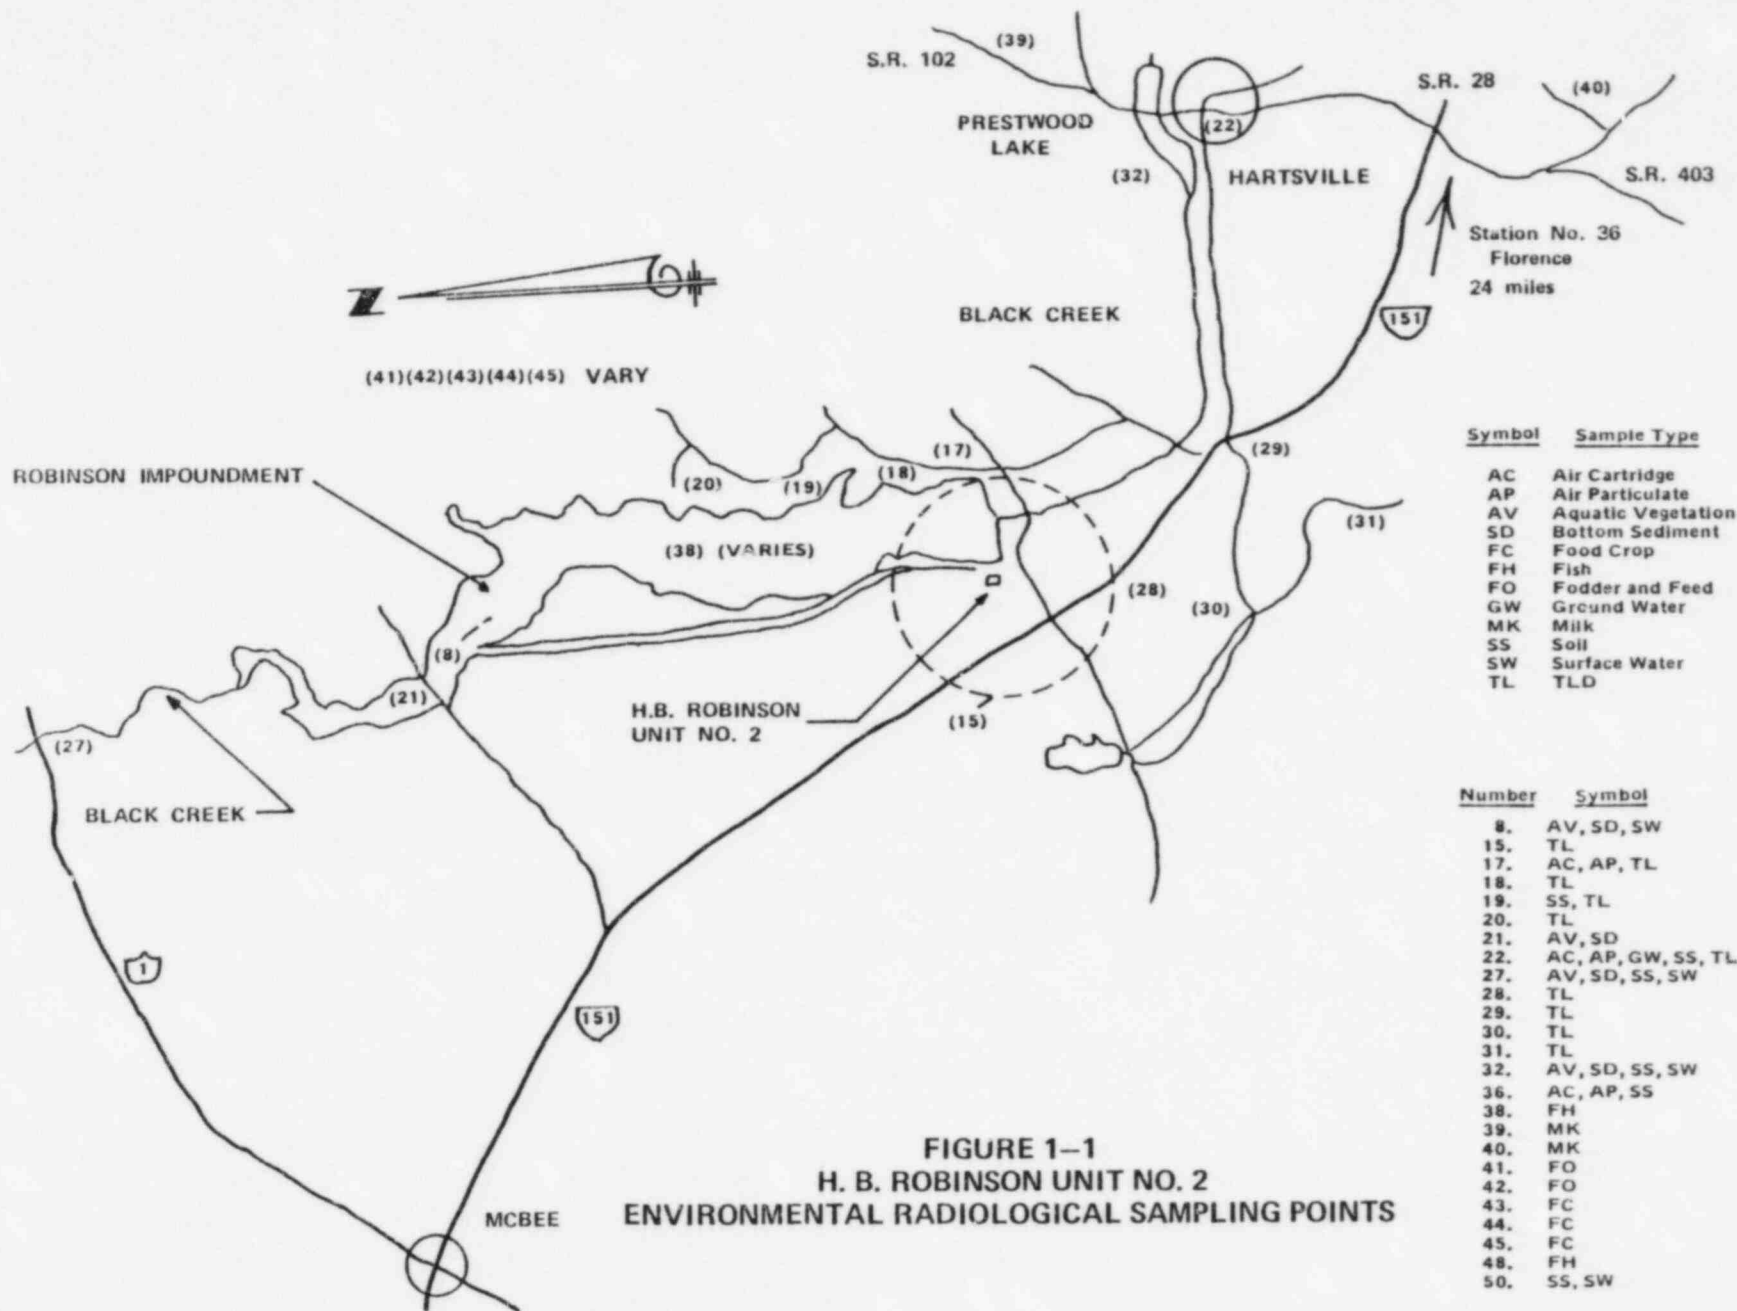 (39)
S.R. 102
S.R. 28
(40)
PRESTWOOD
LAKE
(22)
(32)
HARTSVILLE
S.R. 403
Station No. 36
Florence
24 miles
N
BLACK CREEK
151
(41)(42)(43)(44)(45) VARY
ROBINSON IMPOUNDMENT
(17)
(18)
(19)
(20)
(29)
(31)
(38) (VARIES)
(28)
(30)
(8)
(21)
(27)
H.B. ROBINSON
UNIT NO. 2
(15)
BLACK CREEK
1
151
MCBEE
Symbol Sample Type
AC Air Cartridge
AP Air Particulate
AV Aquatic Vegetation
SD Bottom Sediment
FC Food Crop
FH Fish
FO Fodder and Feed
GW Ground Water
MK Milk
SS Soil
SW Surface Water
TL TLD
Number Symbol
8. AV, SD, SW
15. TL
17. AC, AP, TL
18. TL
19. SS, TL
20. TL
21. AV, SD
22. AC, AP, GW, SS, TL
27. AV, SD, SS, SW
28. TL
29. TL
30. TL
31. TL
32. AV, SD, SS, SW
36. AC, AP, SS
38. FH
39. MK
40. MK
41. FO
42. FO
43. FC
44. FC
45. FC
48. FH
50. SS, SW
FIGURE 1-1
H. B. ROBINSON UNIT NO. 2
ENVIRONMENTAL RADIOLOGICAL SAMPLING POINTS